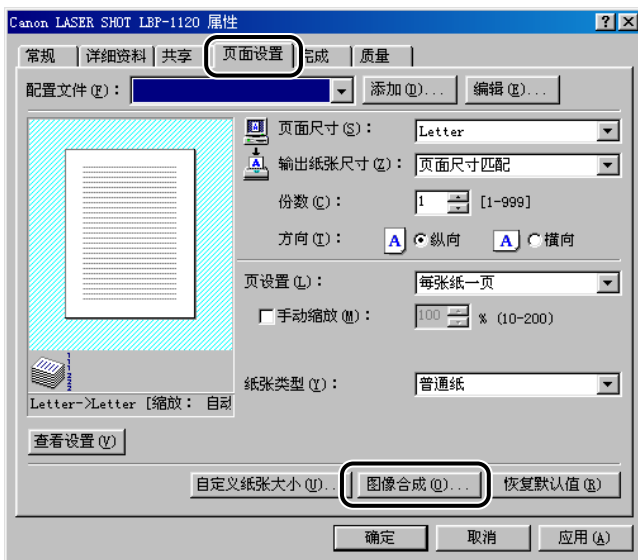 Canon LASER SHOT LBP-1120 属性
常规 详细资料 共享 页面设置 完成 质量
配置文件(F): 添加(D)... 编辑(E)...
页面尺寸(S): Letter
输出纸张尺寸(Z): 页面尺寸匹配
份数(C): 1 [1-999]
方向(T): A 纵向 A 横向
页设置(L): 每张纸一页
手动缩放(M): 100 % (10-200)
纸张类型(Y): 普通纸
Letter->Letter [缩放: 自动
查看设置(V)
自定义纸张大小(U)... 图像合成(O)... 恢复默认值(R)
确定 取消 应用(A)